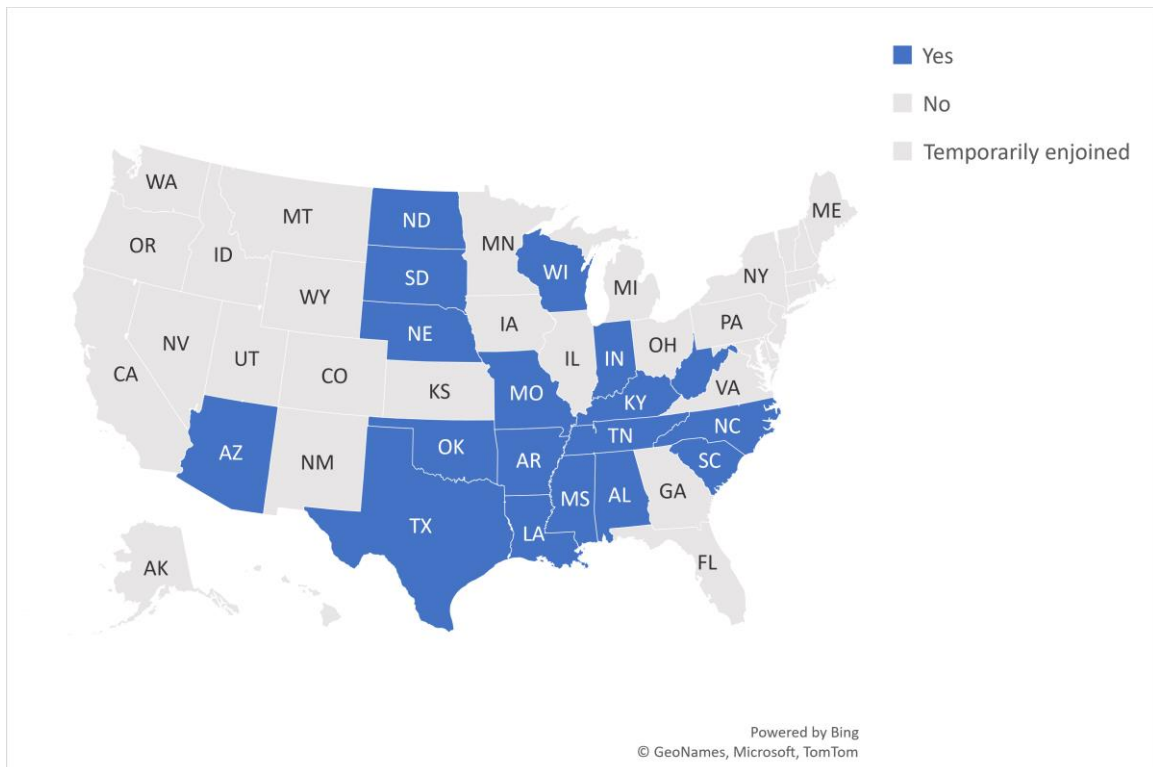 Yes
No
Temporarily enjoined
WA
MT
ND
MN
ME
OR
ID
SD
WI
MI
NY
WY
NE
IA
PA
NV
UT
CO
KS
MO
IL
IN
OH
VA
CA
KY
AZ
NM
OK
AR
TN
NC
SC
TX
LA
MS
AL
GA
AK
FL
Powered by Bing
© GeoNames, Microsoft, TomTom